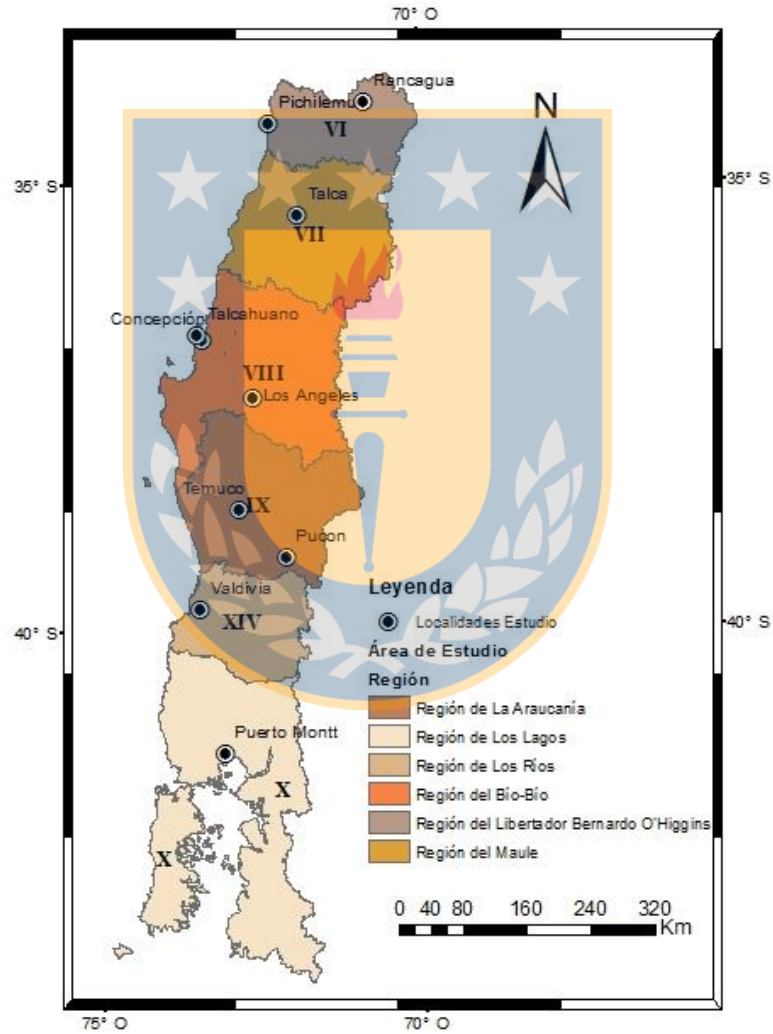 70° O
Rancagua
Pichilemu
N
VI
35° S
35° S
Talca
VII
Talcahuano
Concepción
VIII
Los Angeles
Temuco
IX
Pucon
Valdivia
XIV
40° S
40° S
Leyenda
Localidades Estudio
Área de Estudio
Región
Región de La Araucanía
Región de Los Lagos
Región de Los Ríos
Región del Bío-Bío
Región del Libertador Bernardo O'Higgins
Región del Maule
Puerto Montt
X
X
0 40 80 160 240 320
Km
75° O
70° O